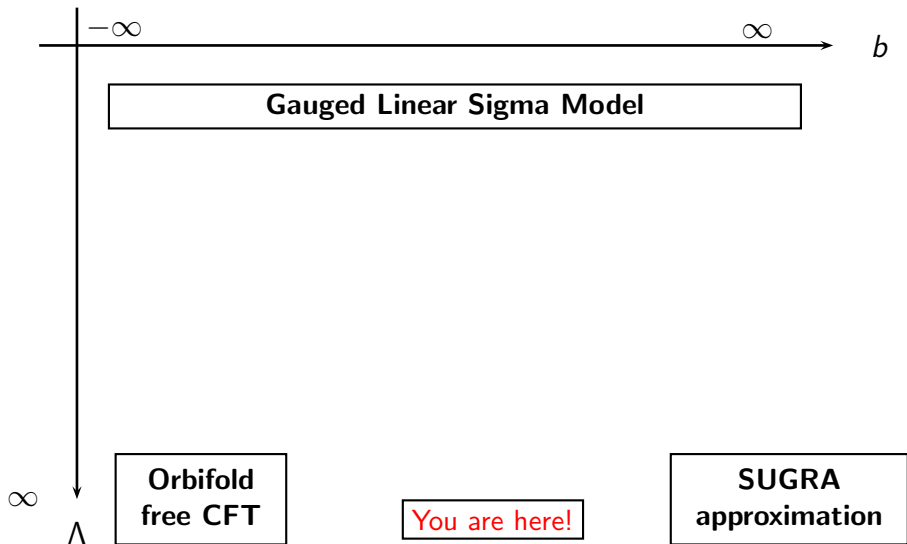 −∞
∞
b
Gauged Linear Sigma Model
∞
Λ
Orbifold
free CFT
You are here!
SUGRA
approximation